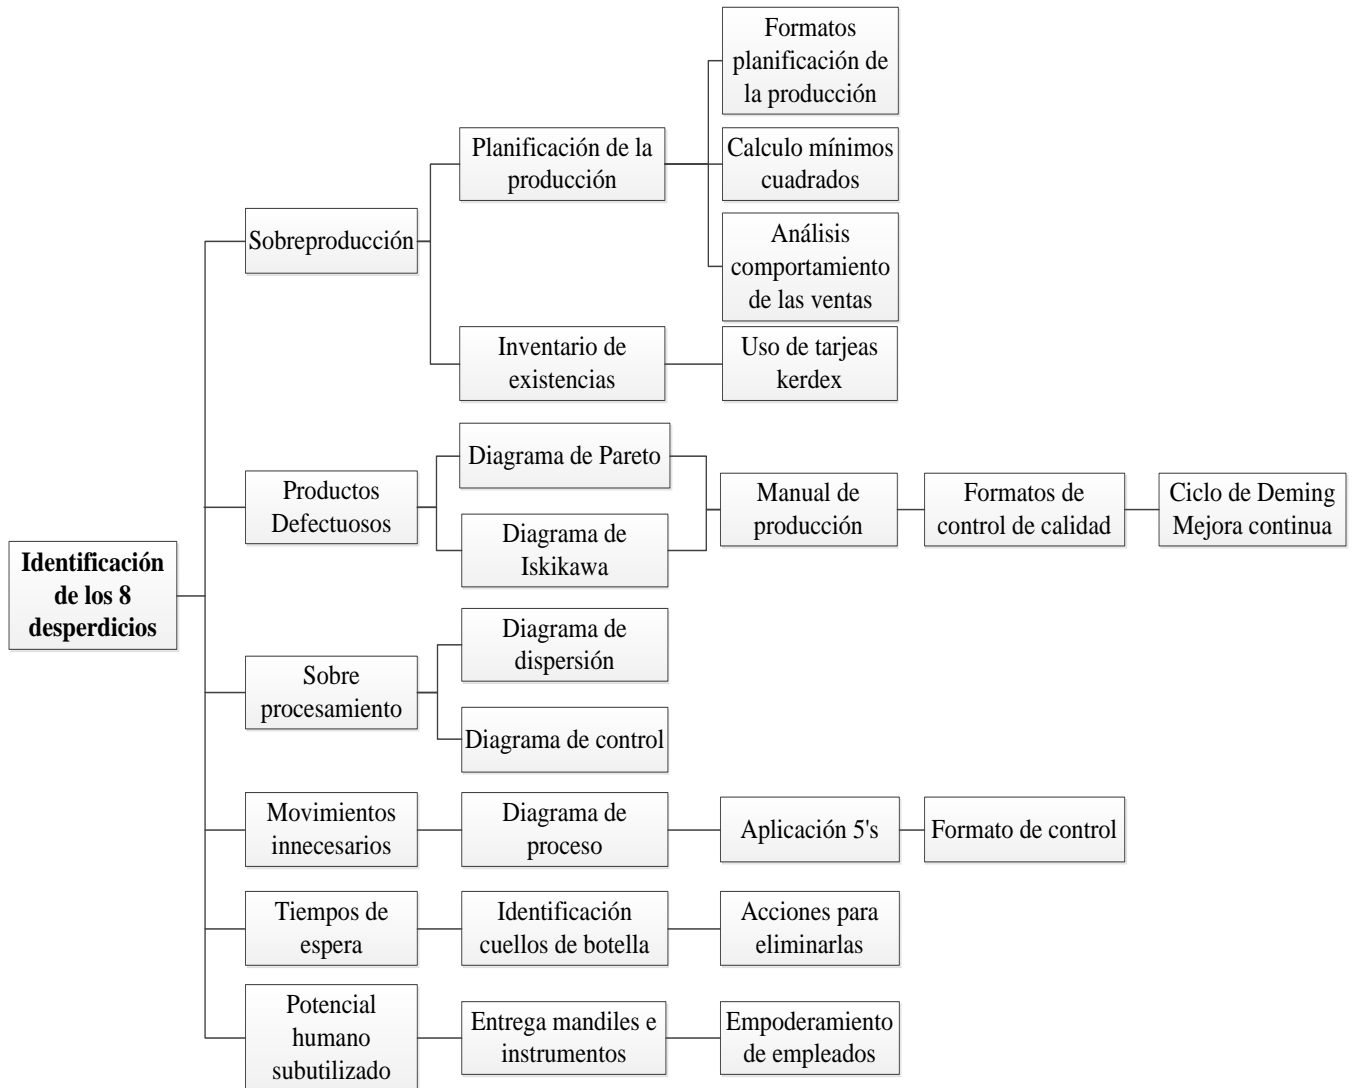 Identificación
de los 8
desperdicios
Sobreproducción
Planificación de la
producción
Formatos
planificación de
la producción
Calculo mínimos
cuadrados
Análisis
comportamiento
de las ventas
Inventario de
existencias
Uso de tarjeas
kerdex
Productos
Defectuosos
Diagrama de Pareto
Diagrama de
Iskikawa
Manual de
producción
Formatos de
control de calidad
Ciclo de Deming
Mejora continua
Sobre
procesamiento
Diagrama de
dispersión
Diagrama de control
Movimientos
innecesarios
Diagrama de
proceso
Aplicación 5's
Formato de control
Tiempos de
espera
Identificación
cuellos de botella
Acciones para
eliminarlas
Potencial
humano
subutilizado
Entrega mandiles e
instrumentos
Empoderamiento
de empleados